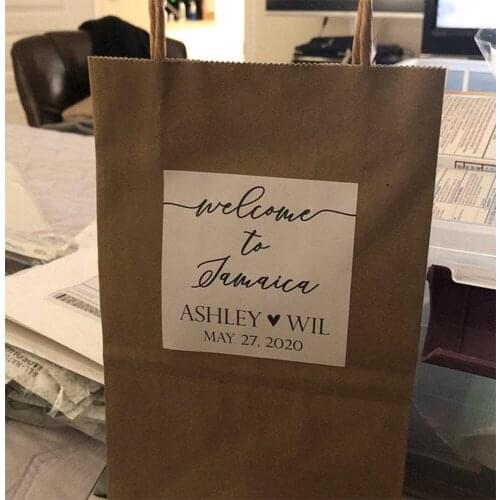 welcome
to
Jamaica
ASHLEY ♥ WIL
MAY 27, 2020